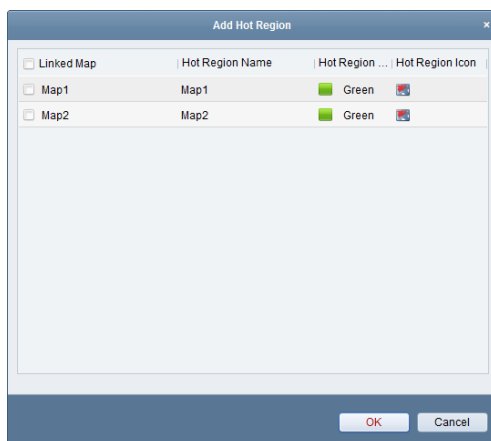 Add Hot Region ×
Linked Map Hot Region Name Hot Region ... Hot Region Icon
Map1 Map1 Green
Map2 Map2 Green
OK Cancel